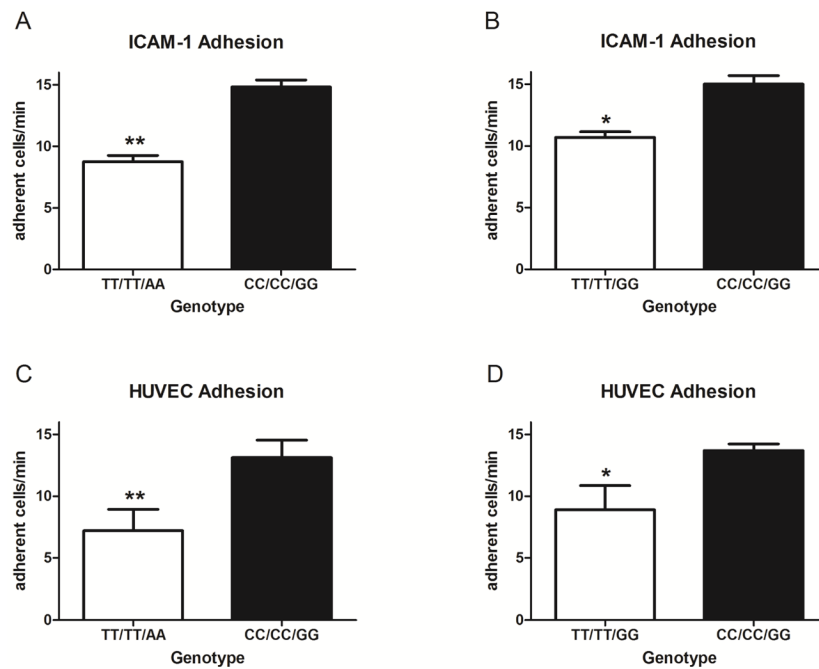 A
ICAM-1 Adhesion
adherent cells/min
15
10
5
0
**
TT/TT/AA
CC/CC/GG
Genotype
B
ICAM-1 Adhesion
adherent cells/min
15
10
5
0
*
TT/TT/GG
CC/CC/GG
Genotype
C
HUVEC Adhesion
adherent cells/min
15
10
5
0
**
TT/TT/AA
CC/CC/GG
Genotype
D
HUVEC Adhesion
adherent cells/min
15
10
5
0
*
TT/TT/GG
CC/CC/GG
Genotype